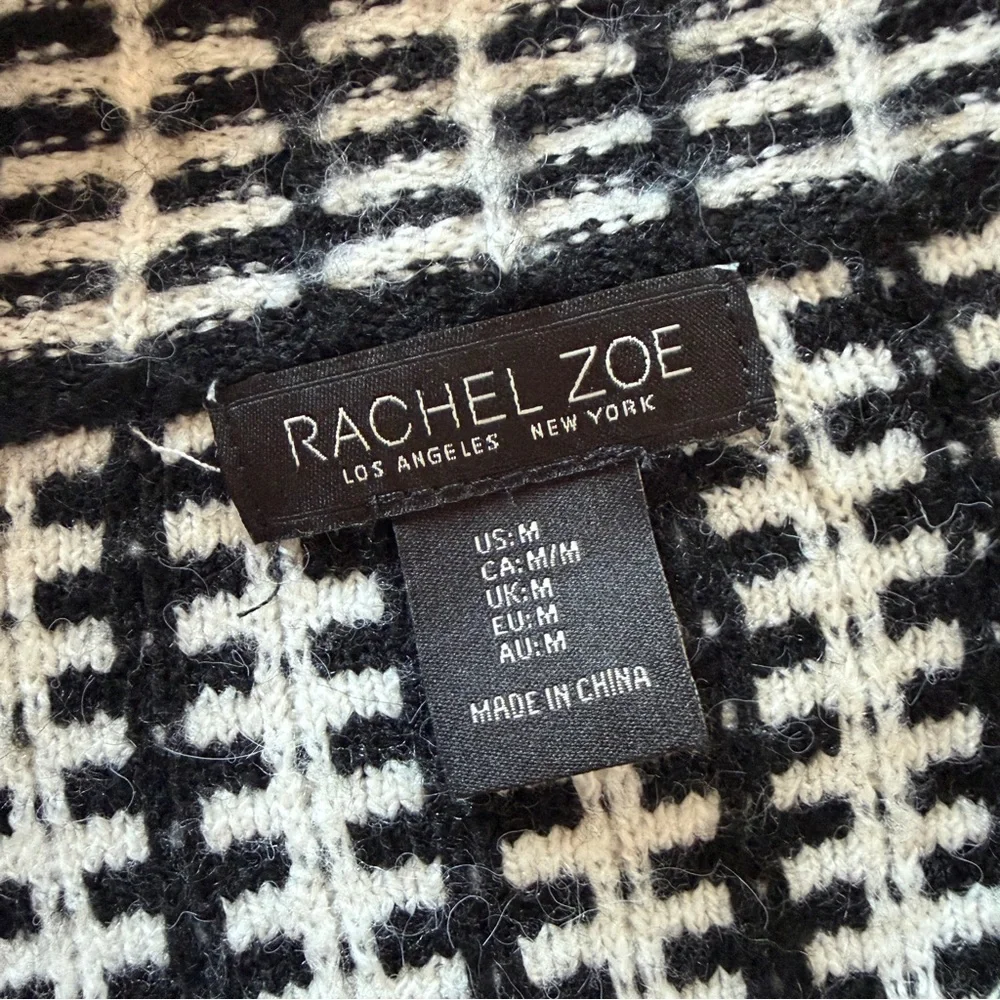 RACHEL ZOE
LOS ANGELES NEW YORK
US:M
CA:M/M
UK:M
EU:M
AU:M
MADE IN CHINA